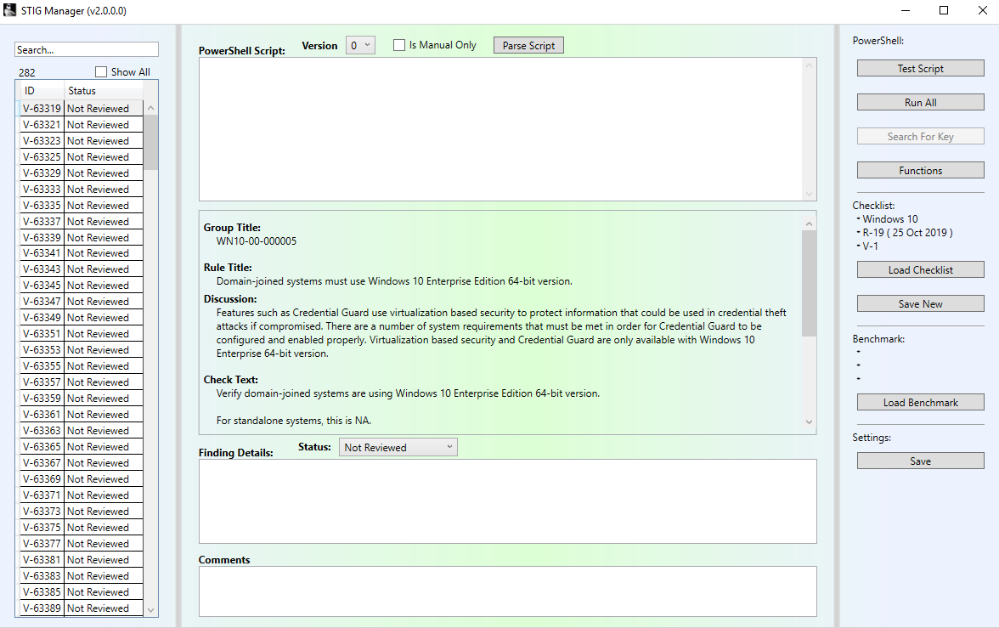 STIG Manager (v2.0.0.0)
Search...
282
Show All
ID Status
V-63319 Not Reviewed
V-63321 Not Reviewed
V-63323 Not Reviewed
V-63325 Not Reviewed
V-63329 Not Reviewed
V-63333 Not Reviewed
V-63335 Not Reviewed
V-63337 Not Reviewed
V-63339 Not Reviewed
V-63341 Not Reviewed
V-63343 Not Reviewed
V-63345 Not Reviewed
V-63347 Not Reviewed
V-63349 Not Reviewed
V-63351 Not Reviewed
V-63353 Not Reviewed
V-63355 Not Reviewed
V-63357 Not Reviewed
V-63359 Not Reviewed
V-63361 Not Reviewed
V-63363 Not Reviewed
V-63365 Not Reviewed
V-63367 Not Reviewed
V-63369 Not Reviewed
V-63371 Not Reviewed
V-63373 Not Reviewed
V-63375 Not Reviewed
V-63377 Not Reviewed
V-63381 Not Reviewed
V-63383 Not Reviewed
V-63385 Not Reviewed
V-63389 Not Reviewed
PowerShell Script: Version 0 Is Manual Only Parse Script
Group Title:
WN10-00-000005
Rule Title:
Domain-joined systems must use Windows 10 Enterprise Edition 64-bit version.
Discussion:
Features such as Credential Guard use virtualization based security to protect information that could be used in credential theft
attacks if compromised. There are a number of system requirements that must be met in order for Credential Guard to be
configured and enabled properly. Virtualization based security and Credential Guard are only available with Windows 10
Enterprise 64-bit version.
Check Text:
Verify domain-joined systems are using Windows 10 Enterprise Edition 64-bit version.
For standalone systems, this is NA.
Finding Details: Status: Not Reviewed
Comments
PowerShell:
Test Script
Run All
Search For Key
Functions
Checklist:
- Windows 10
- R-19 ( 25 Oct 2019 )
- V-1
Load Checklist
Save New
Benchmark:
-
-
-
Load Benchmark
Settings:
Save